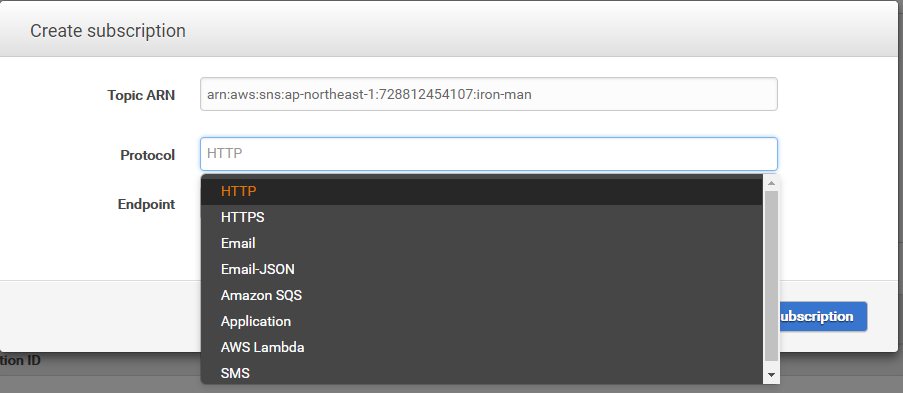 Create subscription
Topic ARN arn:aws:sns:ap-northeast-1:728812454107:iron-man
Protocol HTTP
HTTP
Endpoint
HTTPS
Email
Email-JSON
Amazon SQS
Application
ubscription
AWS Lambda
tion ID
SMS